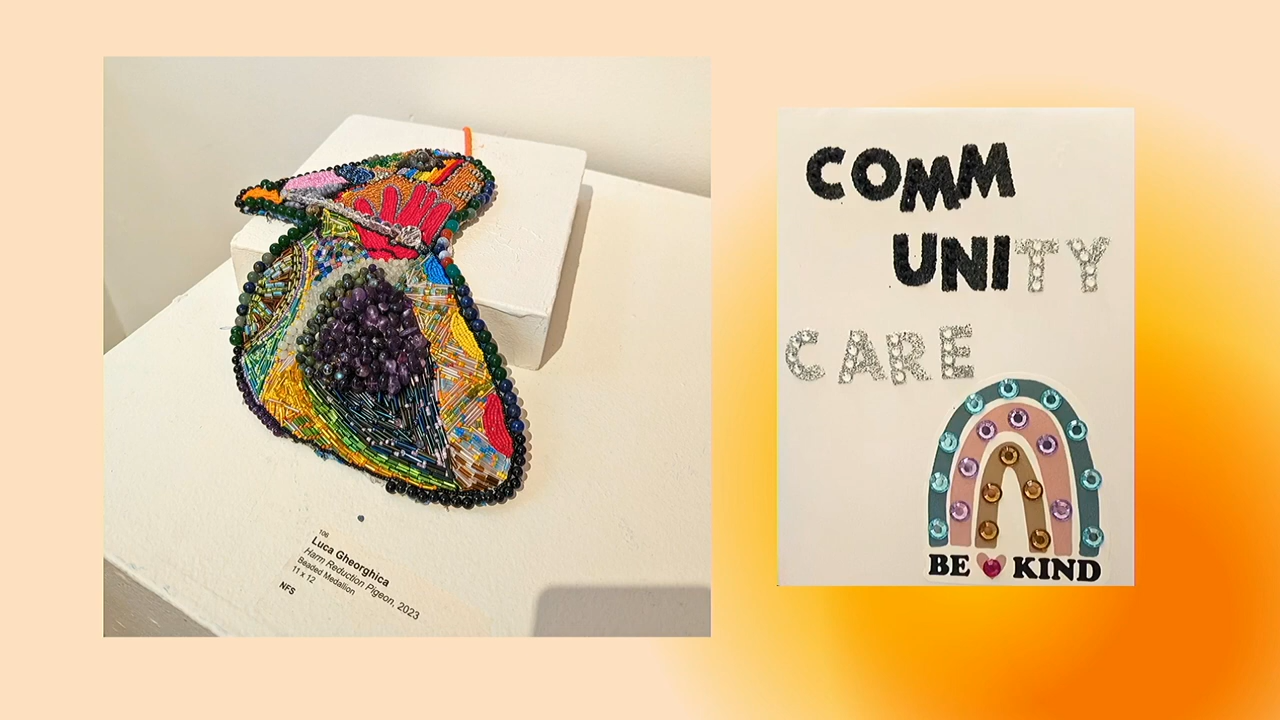 106
Luca Gheorghica
Harm Reduction Pigeon, 2023
Beaded Medallion
11 x 12
NFS
COMM
UNITY
CARE
BE KIND